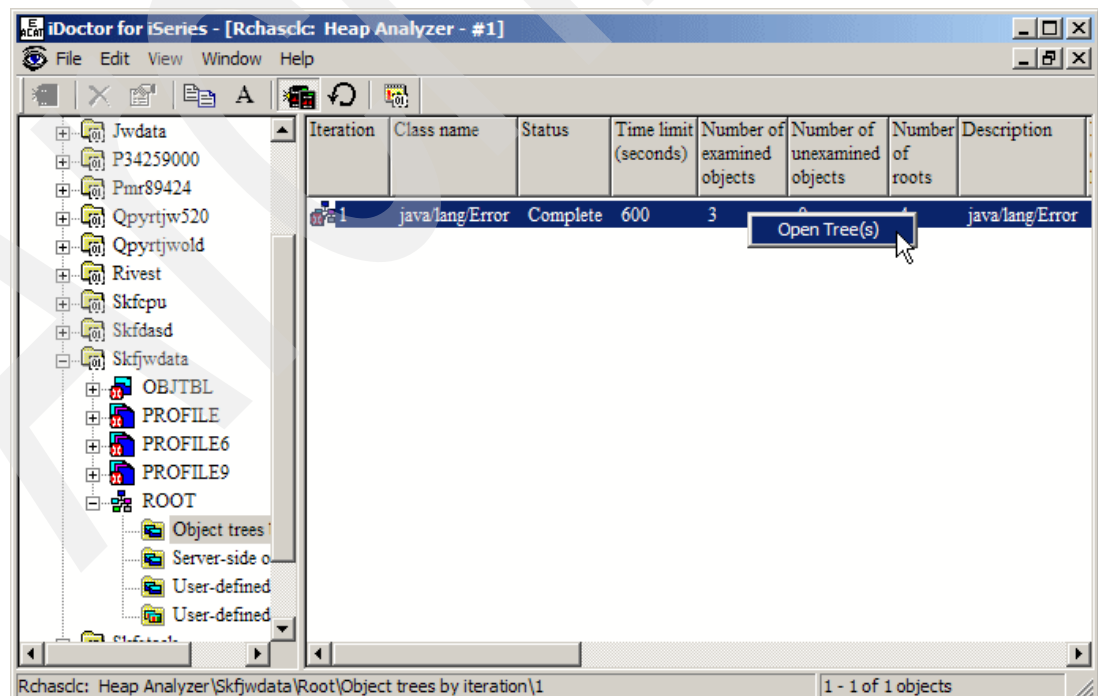 iDoctor for iSeries - [Rchasclc: Heap Analyzer - #1]
File Edit View Window Help
A
Jwdata
P34259000
Pmr89424
Qpyrtjw520
Qpyrtjwold
Rivest
Skfcpu
Skfdasd
Skfjwdata
OBJTBL
PROFILE
PROFILE6
PROFILE9
ROOT
Object trees
Server-side o
User-defined
User-defined
Iteration Class name Status Time limit (seconds) Number of examined objects Number of unexamined objects Number of roots Description
1 java/lang/Error Complete 600 3 java/lang/Error
Open Tree(s)
Rchasclc: Heap Analyzer\Skfjwdata\Root\Object trees by iteration\1
1 - 1 of 1 objects